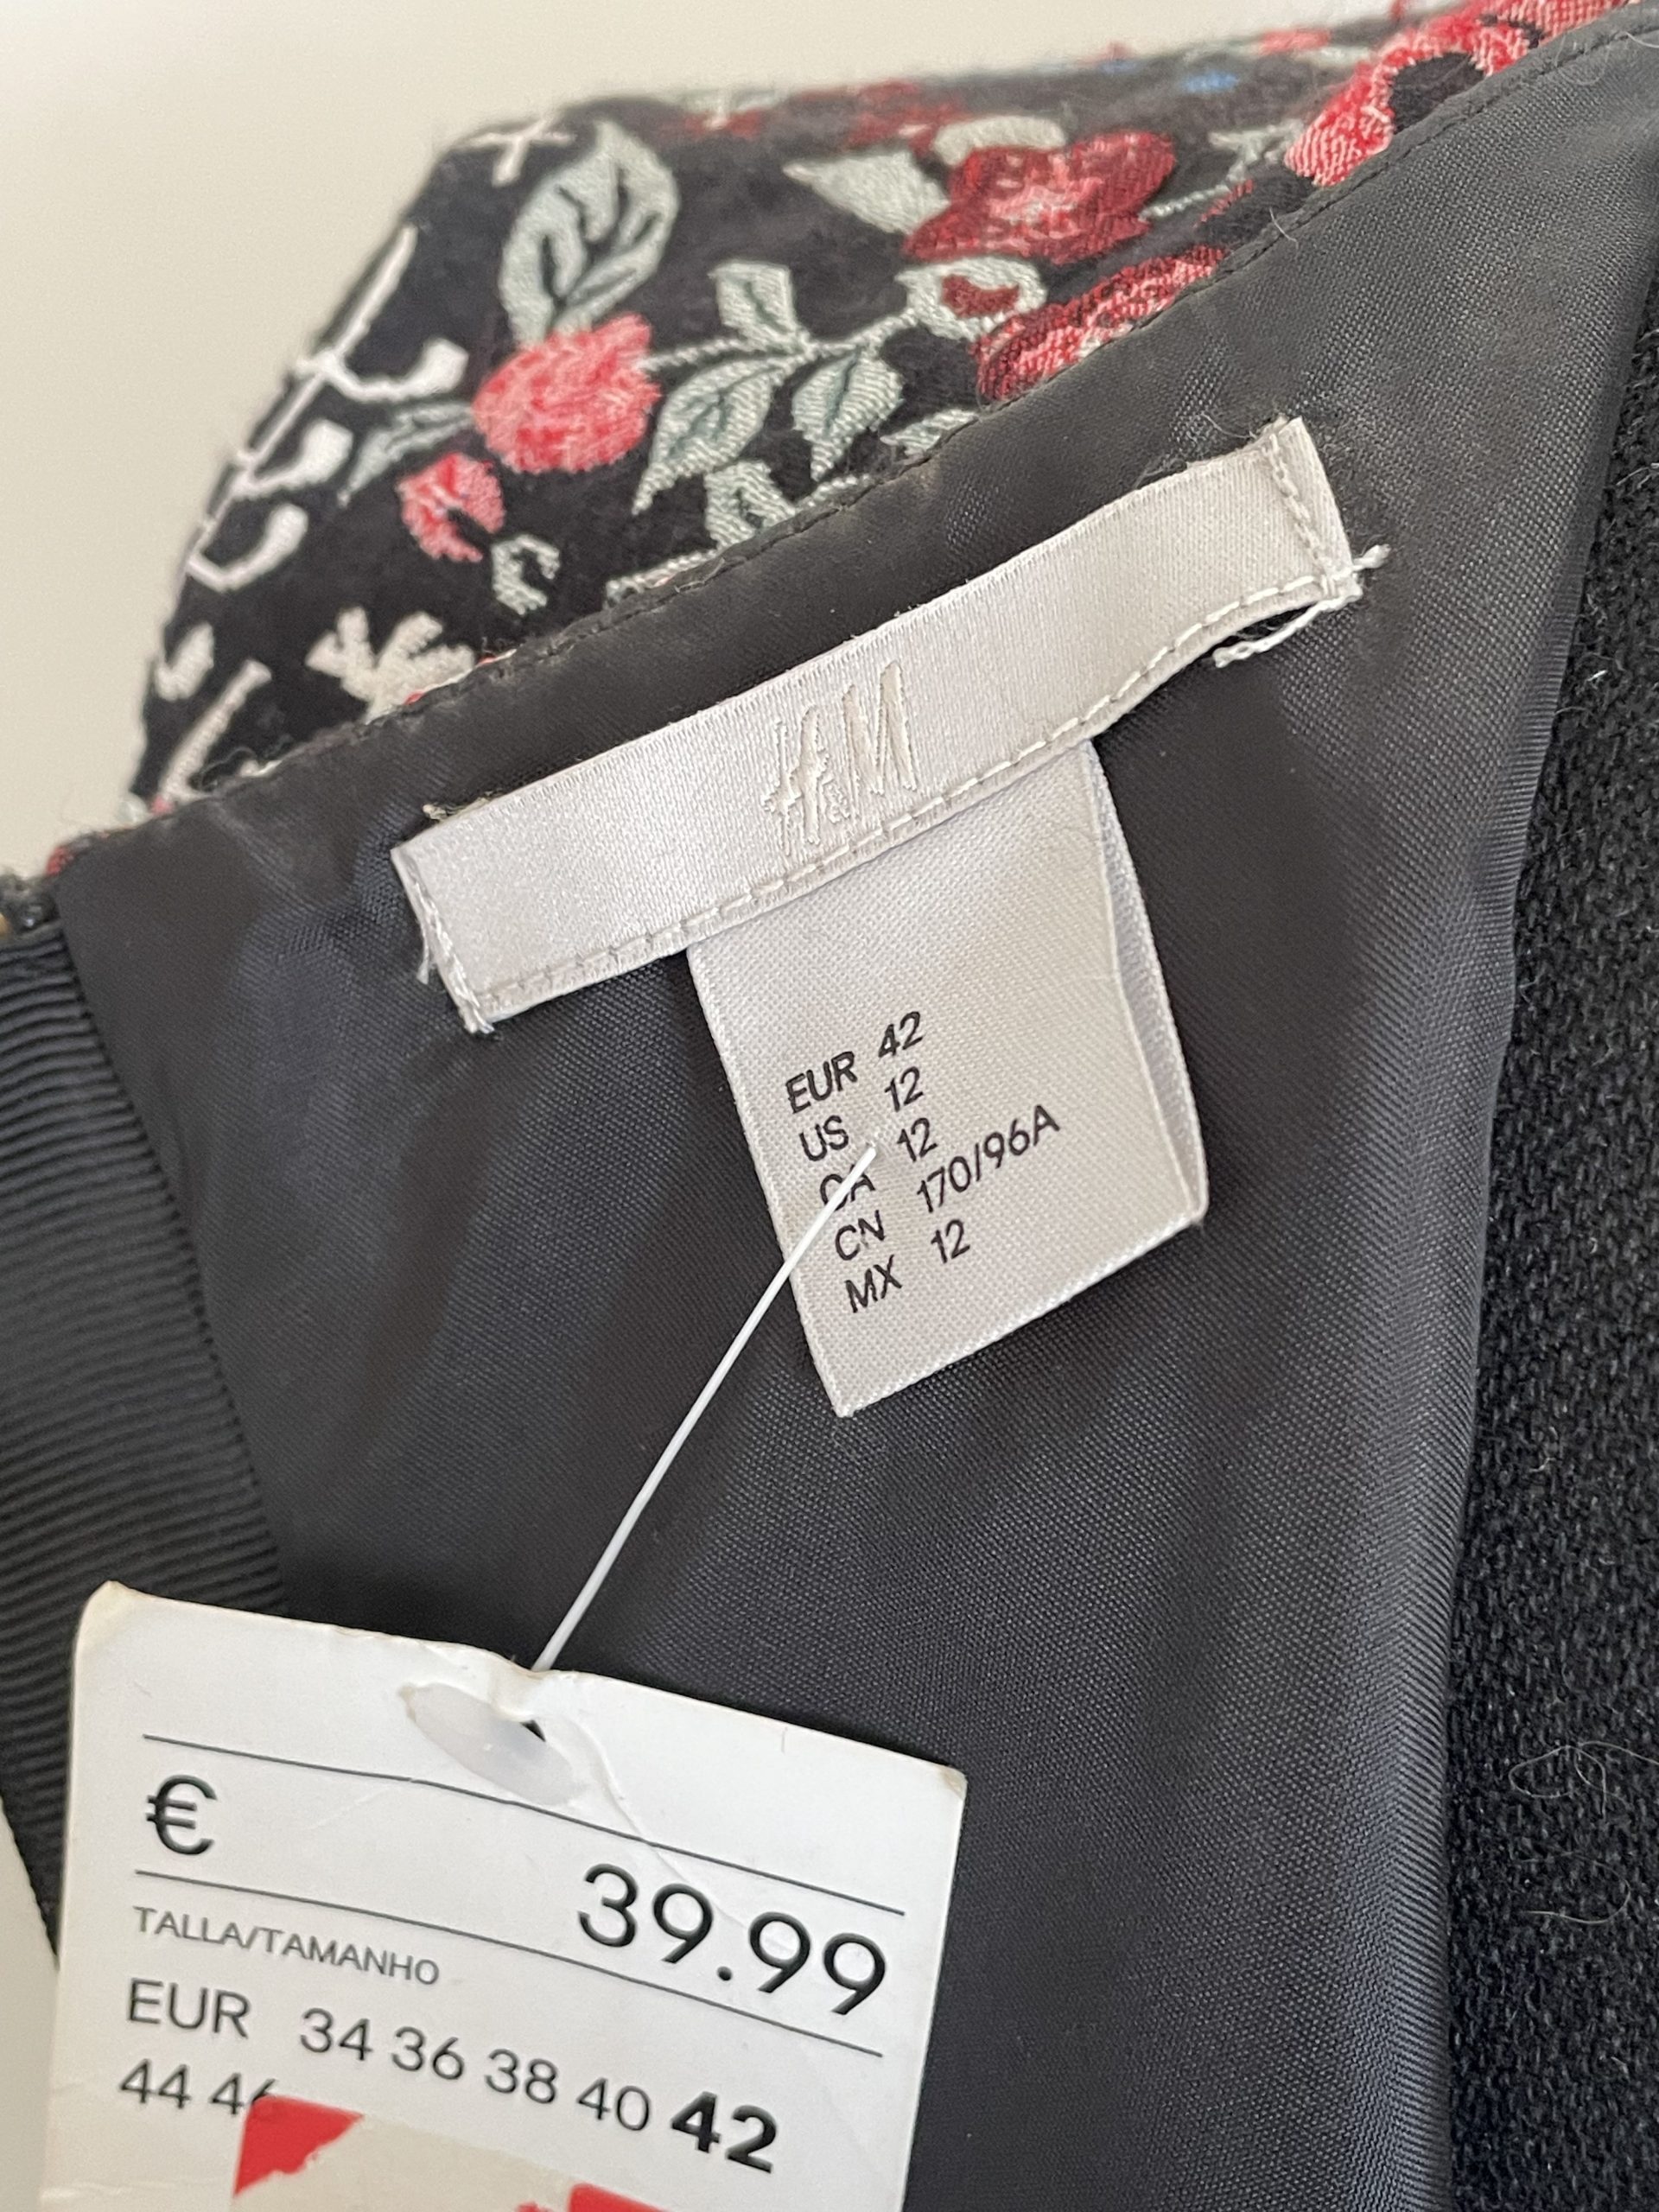 H&M
EUR 42
US 12
CA 12
CN 170/96A
MX 12
€ 39.99
TALLA/TAMANHO
EUR 34 36 38 40 42
44 46